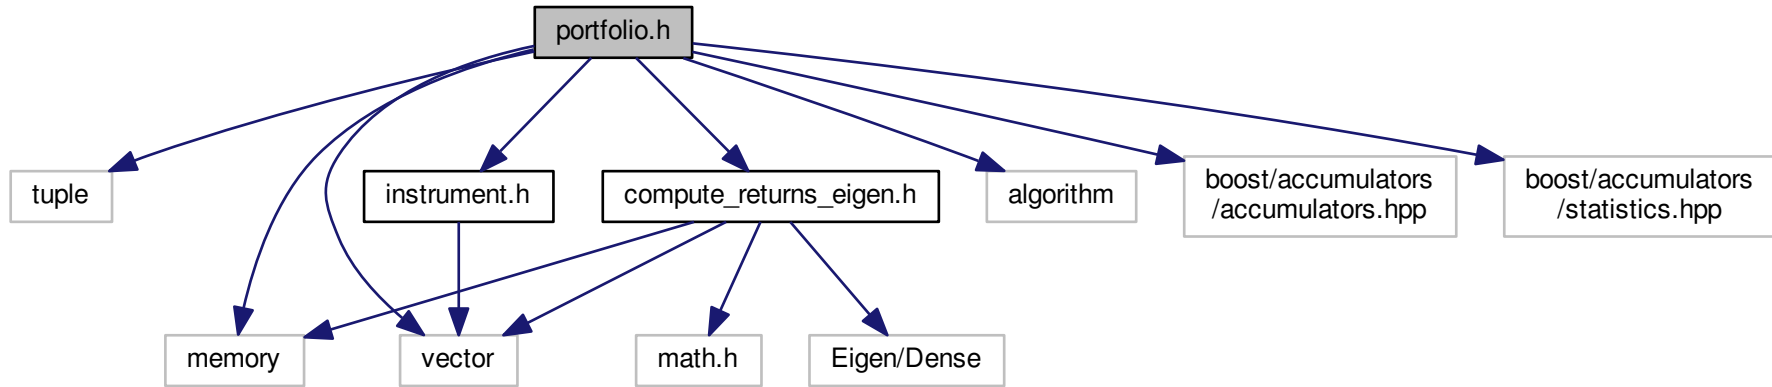 portfolio.h
tuple
instrument.h
compute_returns_eigen.h
algorithm
boost/accumulators
/accumulators.hpp
boost/accumulators
/statistics.hpp
memory
vector
math.h
Eigen/Dense